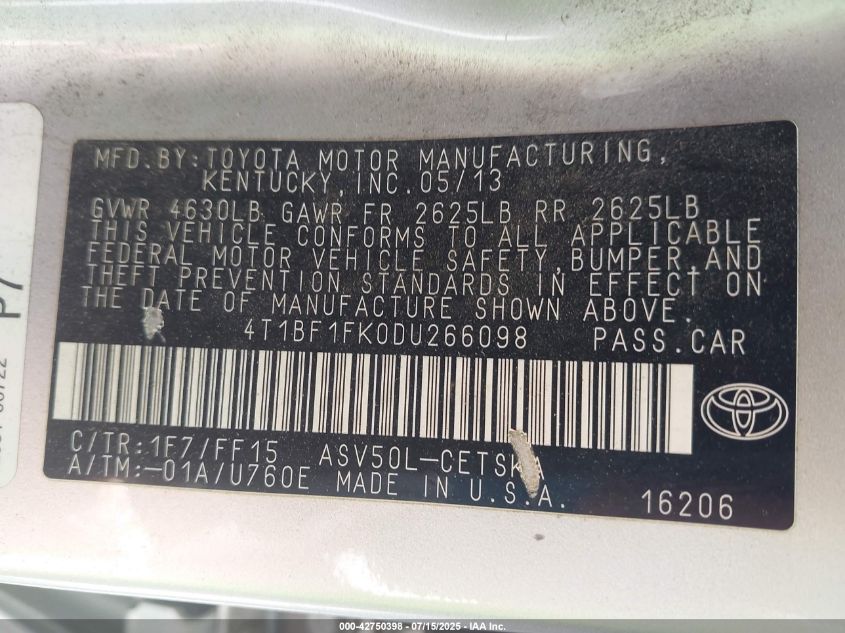 MFD.BY:TOYOTA MOTOR MANUFACTURING,
KENTUCKY,INC.05/13
GVWR 4630LB GAWR FR 2625LB RR 2625LB
THIS VEHICLE CONFORMS TO ALL APPLICABLE
FEDERAL MOTOR VEHICLE SAFETY,BUMPER,AND
THEFT PREVENTION STANDARDS IN EFFECT ON
THE DATE OF MANUFACTURE SHOWN ABOVE.
4T1BF1FK0DU266098 PASS.CAR
C/TR:1F7/FF15 ASV50L-CETSKA
A/TM:-01A/U760E MADE IN U.S.A.
16206
P7
000-42750398 - 07/15/2025 - IAA Inc.